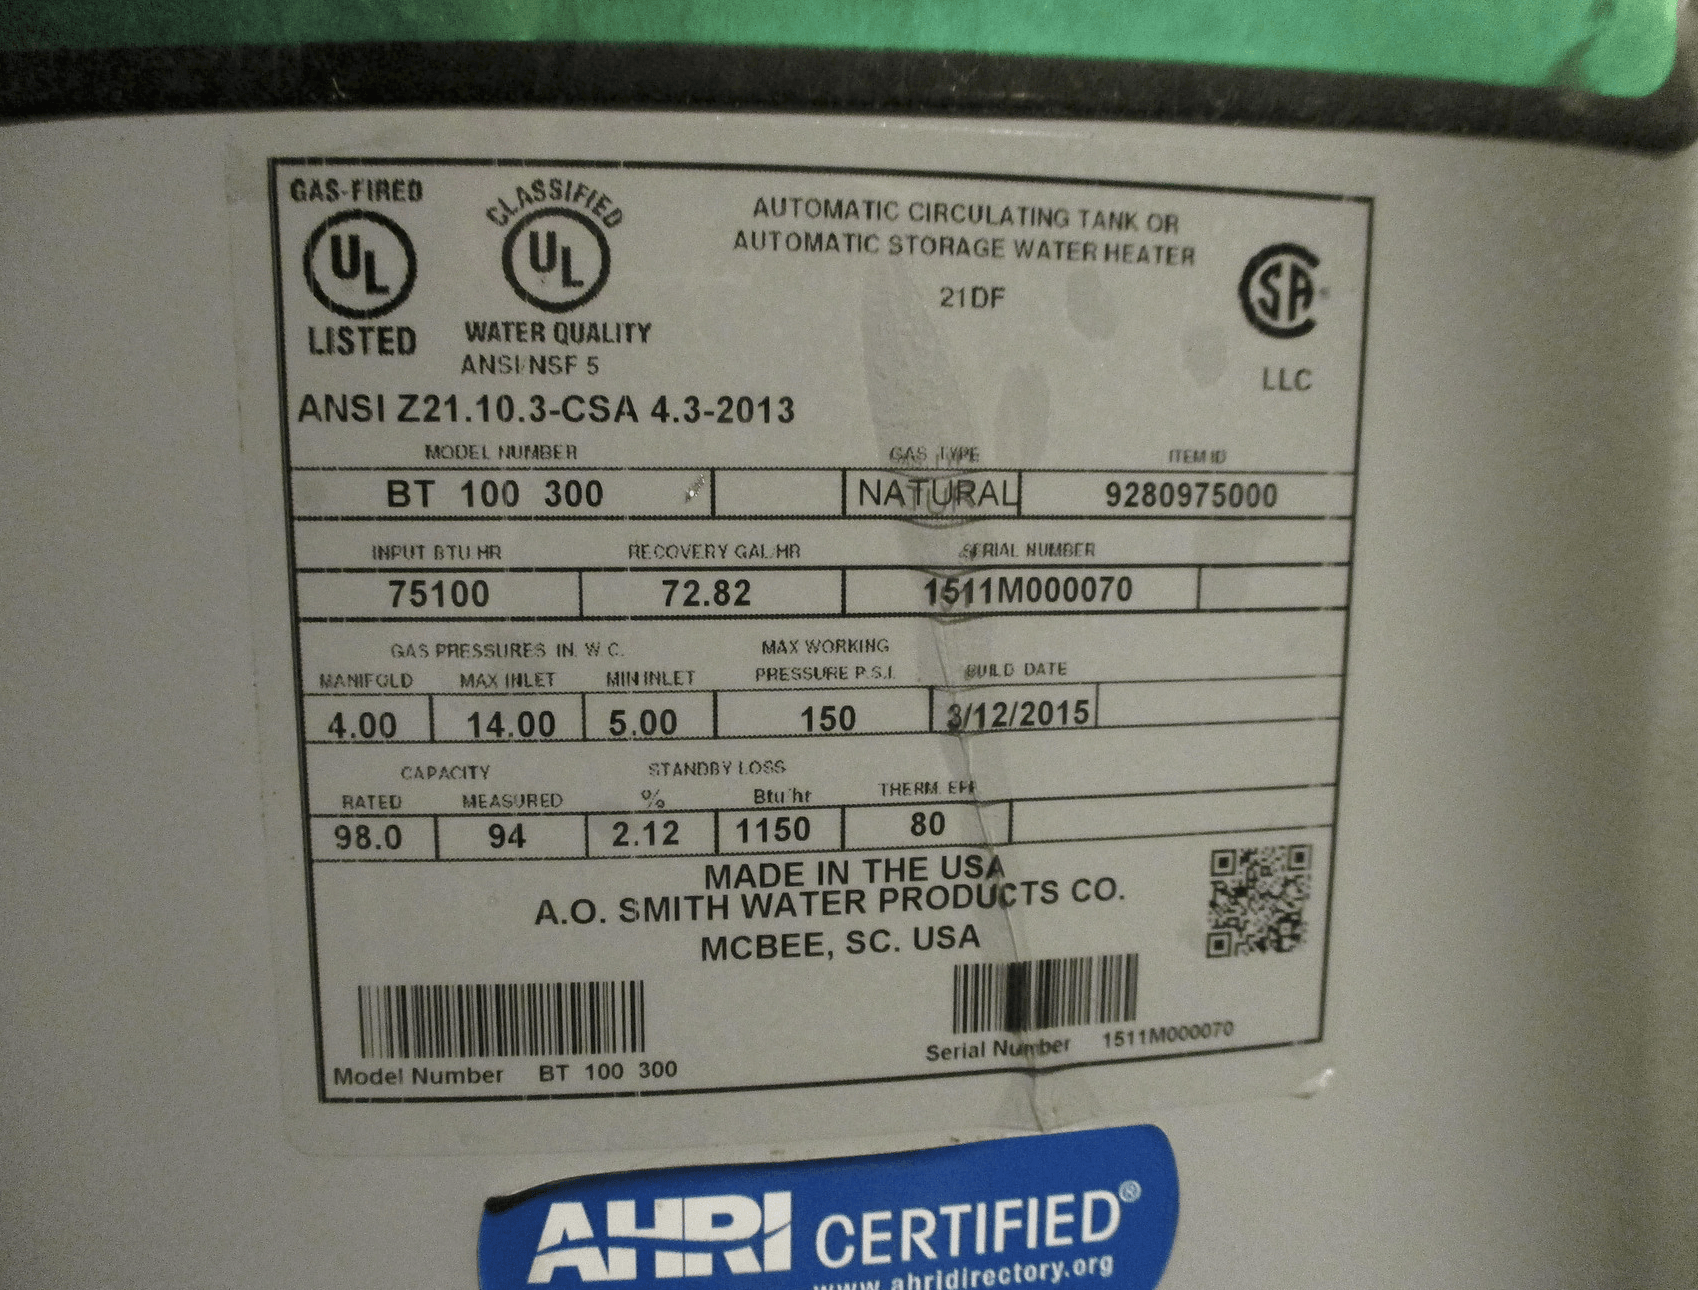 GAS-FIRED
UL
LISTED
CLASSIFIED
UL
WATER QUALITY
ANSI/NSF 5
AUTOMATIC CIRCULATING TANK OR
AUTOMATIC STORAGE WATER HEATER
21DF
SA
LLC
ANSI Z21.10.3-CSA 4.3-2013
MODEL NUMBER GAS TYPE ITEM ID
BT 100 300 NATURAL 9280975000
INPUT BTU/HR RECOVERY GAL/HR SERIAL NUMBER
75100 72.82 1511M000070
GAS PRESSURES IN. W C. MAX WORKING
MANIFOLD MAX INLET MIN INLET PRESSURE P.S.I. BUILD DATE
4.00 14.00 5.00 150 3/12/2015
CAPACITY STANDBY LOSS
RATED MEASURED % Btu/hr THERM. EFF
98.0 94 2.12 1150 80
MADE IN THE USA
A.O. SMITH WATER PRODUCTS CO.
MCBEE, SC. USA
Model Number BT 100 300
Serial Number 1511M000070
AHRI CERTIFIED®
www.ahridirectory.org